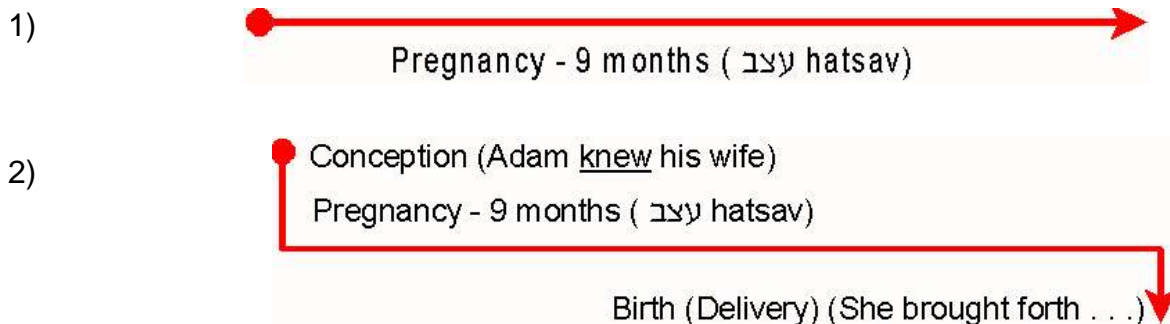 1)
Pregnancy - 9 months ( עצב hatsav)
2)
Conception (Adam knew his wife)
Pregnancy - 9 months ( עצב hatsav)
Birth (Delivery) (She brought forth . . .)